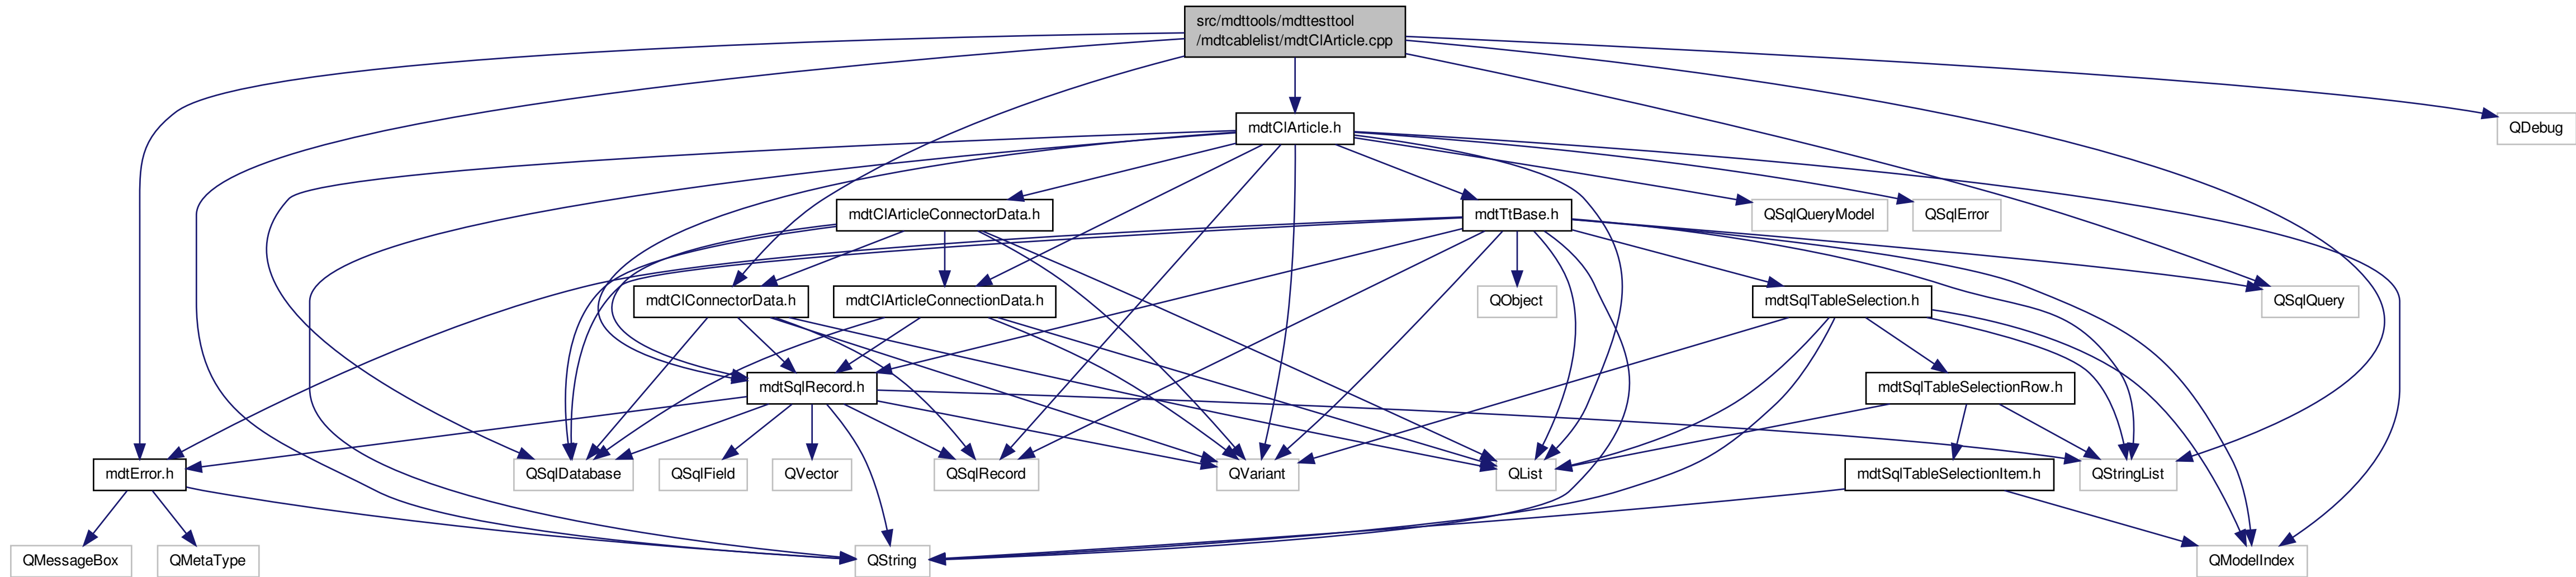 src/mdttools/mdttesttool
/mdtcablelist/mdtClArticle.cpp
mdtClArticle.h
QDebug
mdtClArticleConnectorData.h
mdtTtBase.h
QSqlQueryModel
QSqlError
mdtClConnectorData.h
mdtClArticleConnectionData.h
QObject
mdtSqlTableSelection.h
QSqlQuery
mdtSqlRecord.h
mdtSqlTableSelectionRow.h
mdtError.h
QSqlDatabase
QSqlField
QVector
QSqlRecord
QVariant
QList
mdtSqlTableSelectionItem.h
QStringList
QMessageBox
QMetaType
QString
QModelIndex